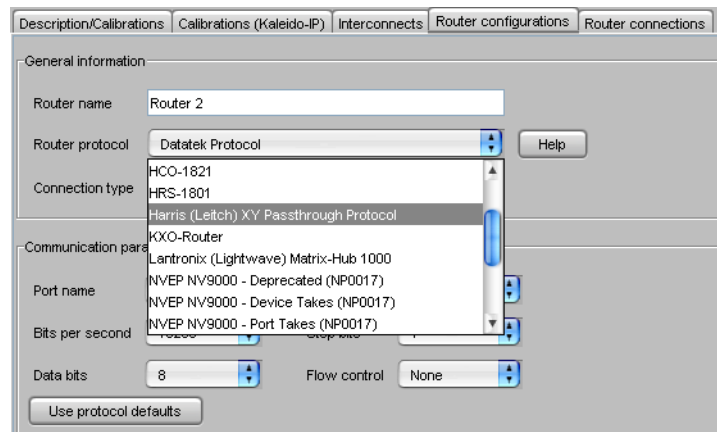 Description/Calibrations Calibrations (Kaleido-IP) Interconnects Router configurations Router connections
General information
Router name Router 2
Router protocol Datatek Protocol Help
HCO-1821
Connection type HRS-1801
Harris (Leitch) XY Passthrough Protocol
KXO-Router
Communication para
Lantronix (Lightwave) Matrix-Hub 1000
Port name NVEP NV9000 - Deprecated (NP0017)
NVEP NV9000 - Device Takes (NP0017)
NVEP NV9000 - Port Takes (NP0017)
Bits per second
Data bits 8 Flow control None
Use protocol defaults